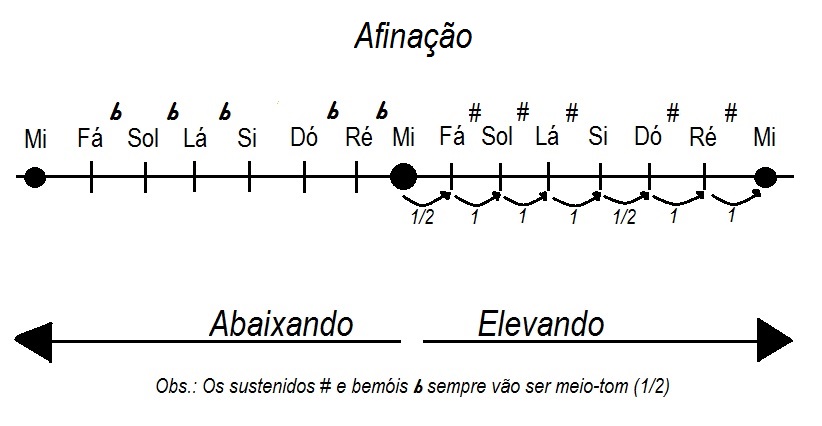 Afinação
b b b b b # # # # #
Mi Fá Sol Lá Si Dó Ré Mi Fá Sol Lá Si Dó Ré Mi
1/2 1 1 1 1/2 1 1
Abaixando Elevando
Obs.: Os sustenidos # e bemóis b sempre vão ser meio-tom (1/2)